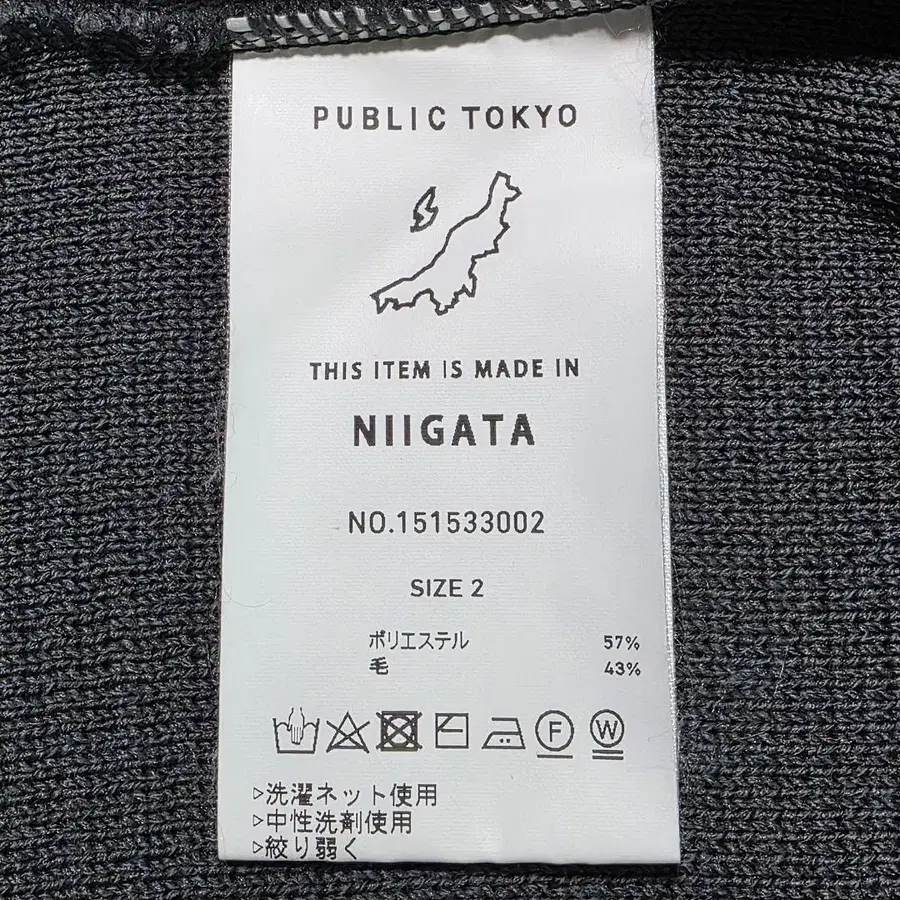 PUBLIC TOKYO
THIS ITEM IS MADE IN
NIIGATA
NO.151533002
SIZE 2
ポリエステル 57%
毛 43%
F W
▷洗濯ネット使用
▷中性洗剤使用
▷絞り弱く